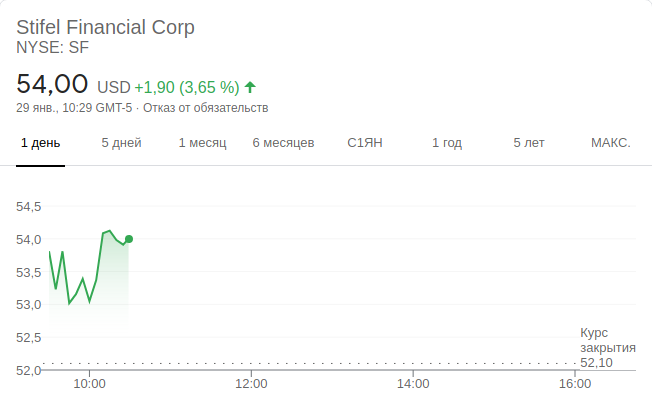 Stifel Financial Corp
NYSE: SF
54,00 USD +1,90 (3,65 %)
29 янв., 10:29 GMT-5 · Отказ от обязательств
1 день 5 дней 1 месяц 6 месяцев С1ЯН 1 год 5 лет МАКС.
54,5
54,0
53,5
53,0
52,5
52,0
Курс
закрытия
52,10
10:00 12:00 14:00 16:00